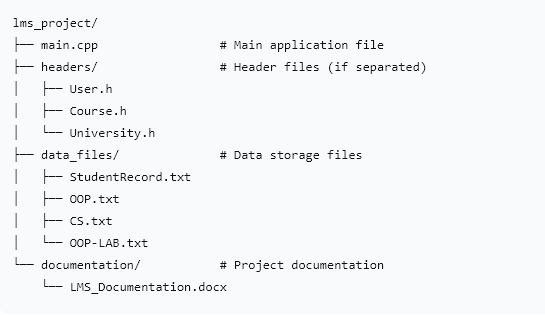 lms_project/
├── main.cpp                 # Main application file
├── headers/                 # Header files (if separated)
│   ├── User.h
│   ├── Course.h
│   └── University.h
├── data_files/              # Data storage files
│   ├── StudentRecord.txt
│   ├── OOP.txt
│   ├── CS.txt
│   └── OOP-LAB.txt
└── documentation/           # Project documentation
    └── LMS_Documentation.docx